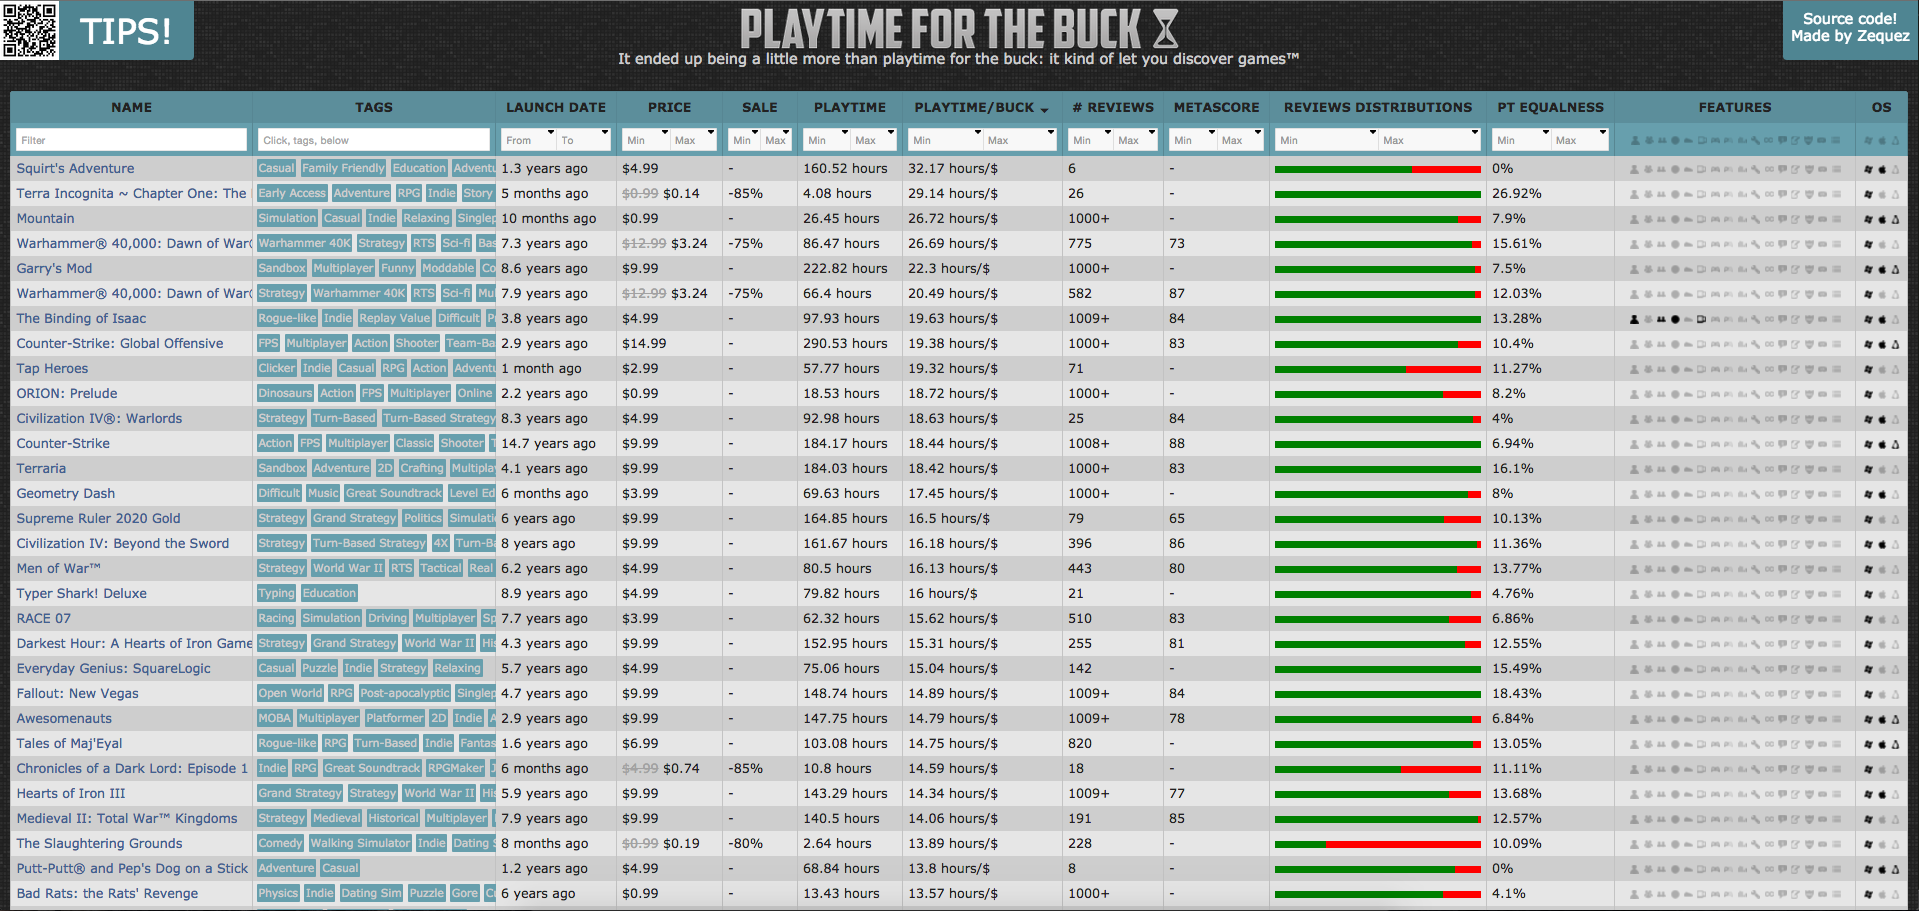 TIPS!
PLAYTIME FOR THE BUCK
It ended up being a little more than playtime for the buck: it kind of let you discover games™
Source code!
Made by Zequez
NAME TAGS LAUNCH DATE PRICE SALE PLAYTIME PLAYTIME/BUCK # REVIEWS METASCORE REVIEWS DISTRIBUTIONS PT EQUALNESS FEATURES OS
Filter Click, tags, below From To Min Max Min Max Min Max Min Max Min Max Min Max Min Max Min Max
Squirt's Adventure Casual Family Friendly Education Adventu 1.3 years ago $4.99 - 160.52 hours 32.17 hours/$ 6 - 0%
Terra Incognita ~ Chapter One: The Early Access Adventure RPG Indie Story 5 months ago $0.99 $0.14 -85% 4.08 hours 29.14 hours/$ 26 - 26.92%
Mountain Simulation Casual Indie Relaxing Singlep 10 months ago $0.99 - 26.45 hours 26.72 hours/$ 1000+ - 7.9%
Warhammer® 40,000: Dawn of War Warhammer 40K Strategy RTS Sci-fi Bas 7.3 years ago $12.99 $3.24 -75% 86.47 hours 26.69 hours/$ 775 73 15.61%
Garry's Mod Sandbox Multiplayer Funny Moddable Co 8.6 years ago $9.99 - 222.82 hours 22.3 hours/$ 1000+ - 7.5%
Warhammer® 40,000: Dawn of War Strategy Warhammer 40K RTS Sci-fi Mul 7.9 years ago $12.99 $3.24 -75% 66.4 hours 20.49 hours/$ 582 87 12.03%
The Binding of Isaac Rogue-like Indie Replay Value Difficult P 3.8 years ago $4.99 - 97.93 hours 19.63 hours/$ 1009+ 84 13.28%
Counter-Strike: Global Offensive FPS Multiplayer Action Shooter Team-Ba 2.9 years ago $14.99 - 290.53 hours 19.38 hours/$ 1000+ 83 10.4%
Tap Heroes Clicker Indie Casual RPG Action Adventu 1 month ago $2.99 - 57.77 hours 19.32 hours/$ 71 - 11.27%
ORION: Prelude Dinosaurs Action FPS Multiplayer Online 2.2 years ago $0.99 - 18.53 hours 18.72 hours/$ 1000+ - 8.2%
Civilization IV®: Warlords Strategy Turn-Based Turn-Based Strategy 8.3 years ago $4.99 - 92.98 hours 18.63 hours/$ 25 84 4%
Counter-Strike Action FPS Multiplayer Classic Shooter T 14.7 years ago $9.99 - 184.17 hours 18.44 hours/$ 1008+ 88 6.94%
Terraria Sandbox Adventure 2D Crafting Multipla 4.1 years ago $9.99 - 184.03 hours 18.42 hours/$ 1000+ 83 16.1%
Geometry Dash Difficult Music Great Soundtrack Level Ed 6 months ago $3.99 - 69.63 hours 17.45 hours/$ 1000+ - 8%
Supreme Ruler 2020 Gold Strategy Grand Strategy Politics Simulati 6 years ago $9.99 - 164.85 hours 16.5 hours/$ 79 65 10.13%
Civilization IV: Beyond the Sword Strategy Turn-Based Strategy 4X Turn-Ba 8 years ago $9.99 - 161.67 hours 16.18 hours/$ 396 86 11.36%
Men of War™ Strategy World War II RTS Tactical Real 6.2 years ago $4.99 - 80.5 hours 16.13 hours/$ 443 80 13.77%
Typer Shark! Deluxe Typing Education 8.9 years ago $4.99 - 79.82 hours 16 hours/$ 21 - 4.76%
RACE 07 Racing Simulation Driving Multiplayer Sp 7.7 years ago $3.99 - 62.32 hours 15.62 hours/$ 510 83 6.86%
Darkest Hour: A Hearts of Iron Game Strategy Grand Strategy World War II His 4.3 years ago $9.99 - 152.95 hours 15.31 hours/$ 255 81 12.55%
Everyday Genius: SquareLogic Casual Puzzle Indie Strategy Relaxing 5.7 years ago $4.99 - 75.06 hours 15.04 hours/$ 142 - 15.49%
Fallout: New Vegas Open World RPG Post-apocalyptic Singlep 4.7 years ago $9.99 - 148.74 hours 14.89 hours/$ 1009+ 84 18.43%
Awesomenauts MOBA Multiplayer Platformer 2D Indie A 2.9 years ago $9.99 - 147.75 hours 14.79 hours/$ 1009+ 78 6.84%
Tales of Maj'Eyal Rogue-like RPG Turn-Based Indie Fantas 1.6 years ago $6.99 - 103.08 hours 14.75 hours/$ 820 - 13.05%
Chronicles of a Dark Lord: Episode 1 Indie RPG Great Soundtrack RPGMaker J 6 months ago $4.99 $0.74 -85% 10.8 hours 14.59 hours/$ 18 - 11.11%
Hearts of Iron III Grand Strategy Strategy World War II His 5.9 years ago $9.99 - 143.29 hours 14.34 hours/$ 1009+ 77 13.68%
Medieval II: Total War™ Kingdoms Strategy Medieval Historical Multiplayer 7.9 years ago $9.99 - 140.5 hours 14.06 hours/$ 191 85 12.57%
The Slaughtering Grounds Comedy Walking Simulator Indie Dating S 8 months ago $0.99 $0.19 -80% 2.64 hours 13.89 hours/$ 228 - 10.09%
Putt-Putt® and Pep's Dog on a Stick Adventure Casual 1.2 years ago $4.99 - 68.84 hours 13.8 hours/$ 8 - 0%
Bad Rats: the Rats' Revenge Physics Indie Dating Sim Puzzle Gore Cu 6 years ago $0.99 - 13.43 hours 13.57 hours/$ 1000+ - 4.1%